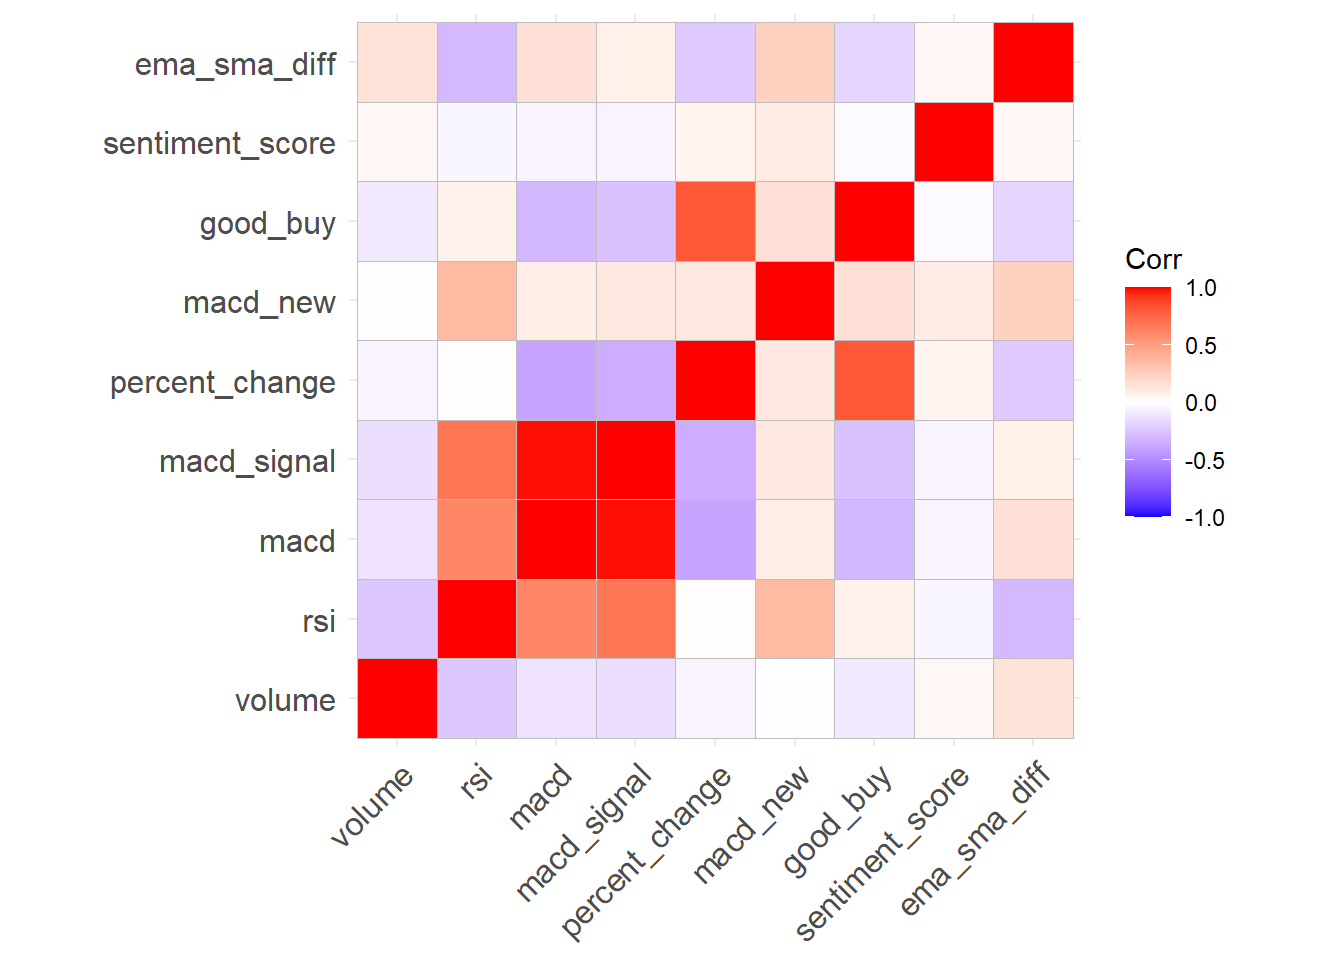 ema_sma_diff
sentiment_score
good_buy
macd_new
percent_change
macd_signal
macd
rsi
volume
volume
rsi
macd
macd_signal
percent_change
macd_new
good_buy
sentiment_score
ema_sma_diff
Corr
1.0
0.5
0.0
-0.5
-1.0